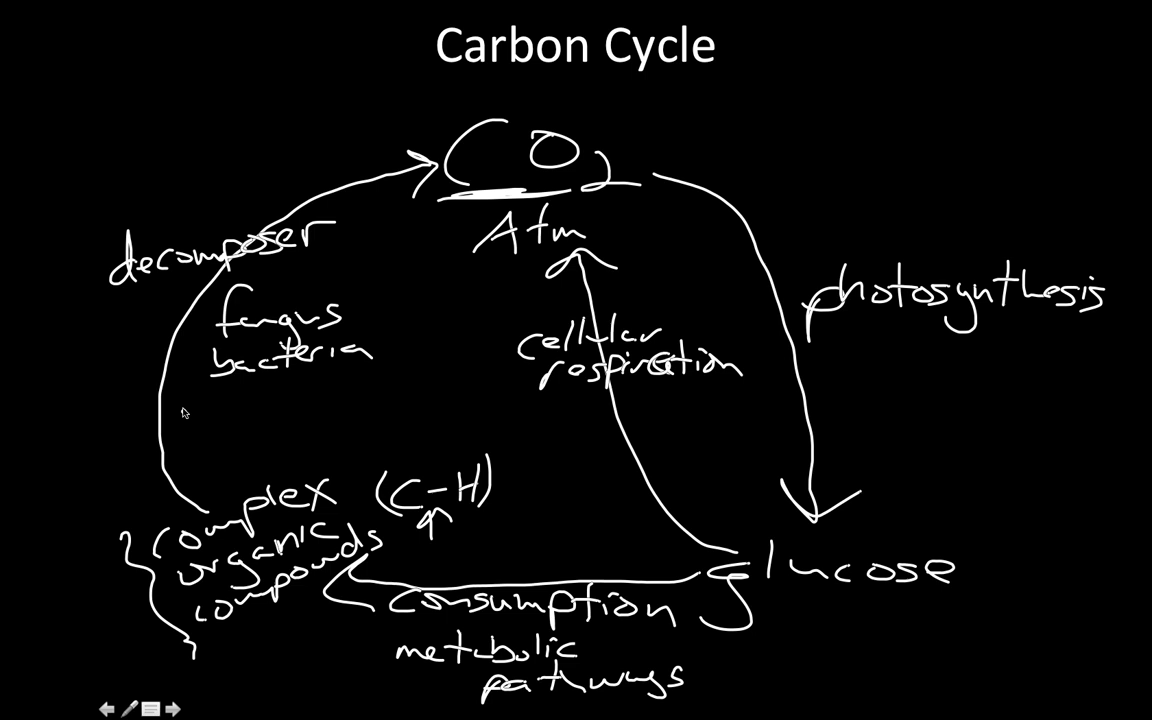 Carbon Cycle
CO2
Atm
decomposer
fungus
bacteria
cellular
respiration
photosynthesis
complex (C-H)
organic
compounds
glucose
consumption
metabolic
pathways